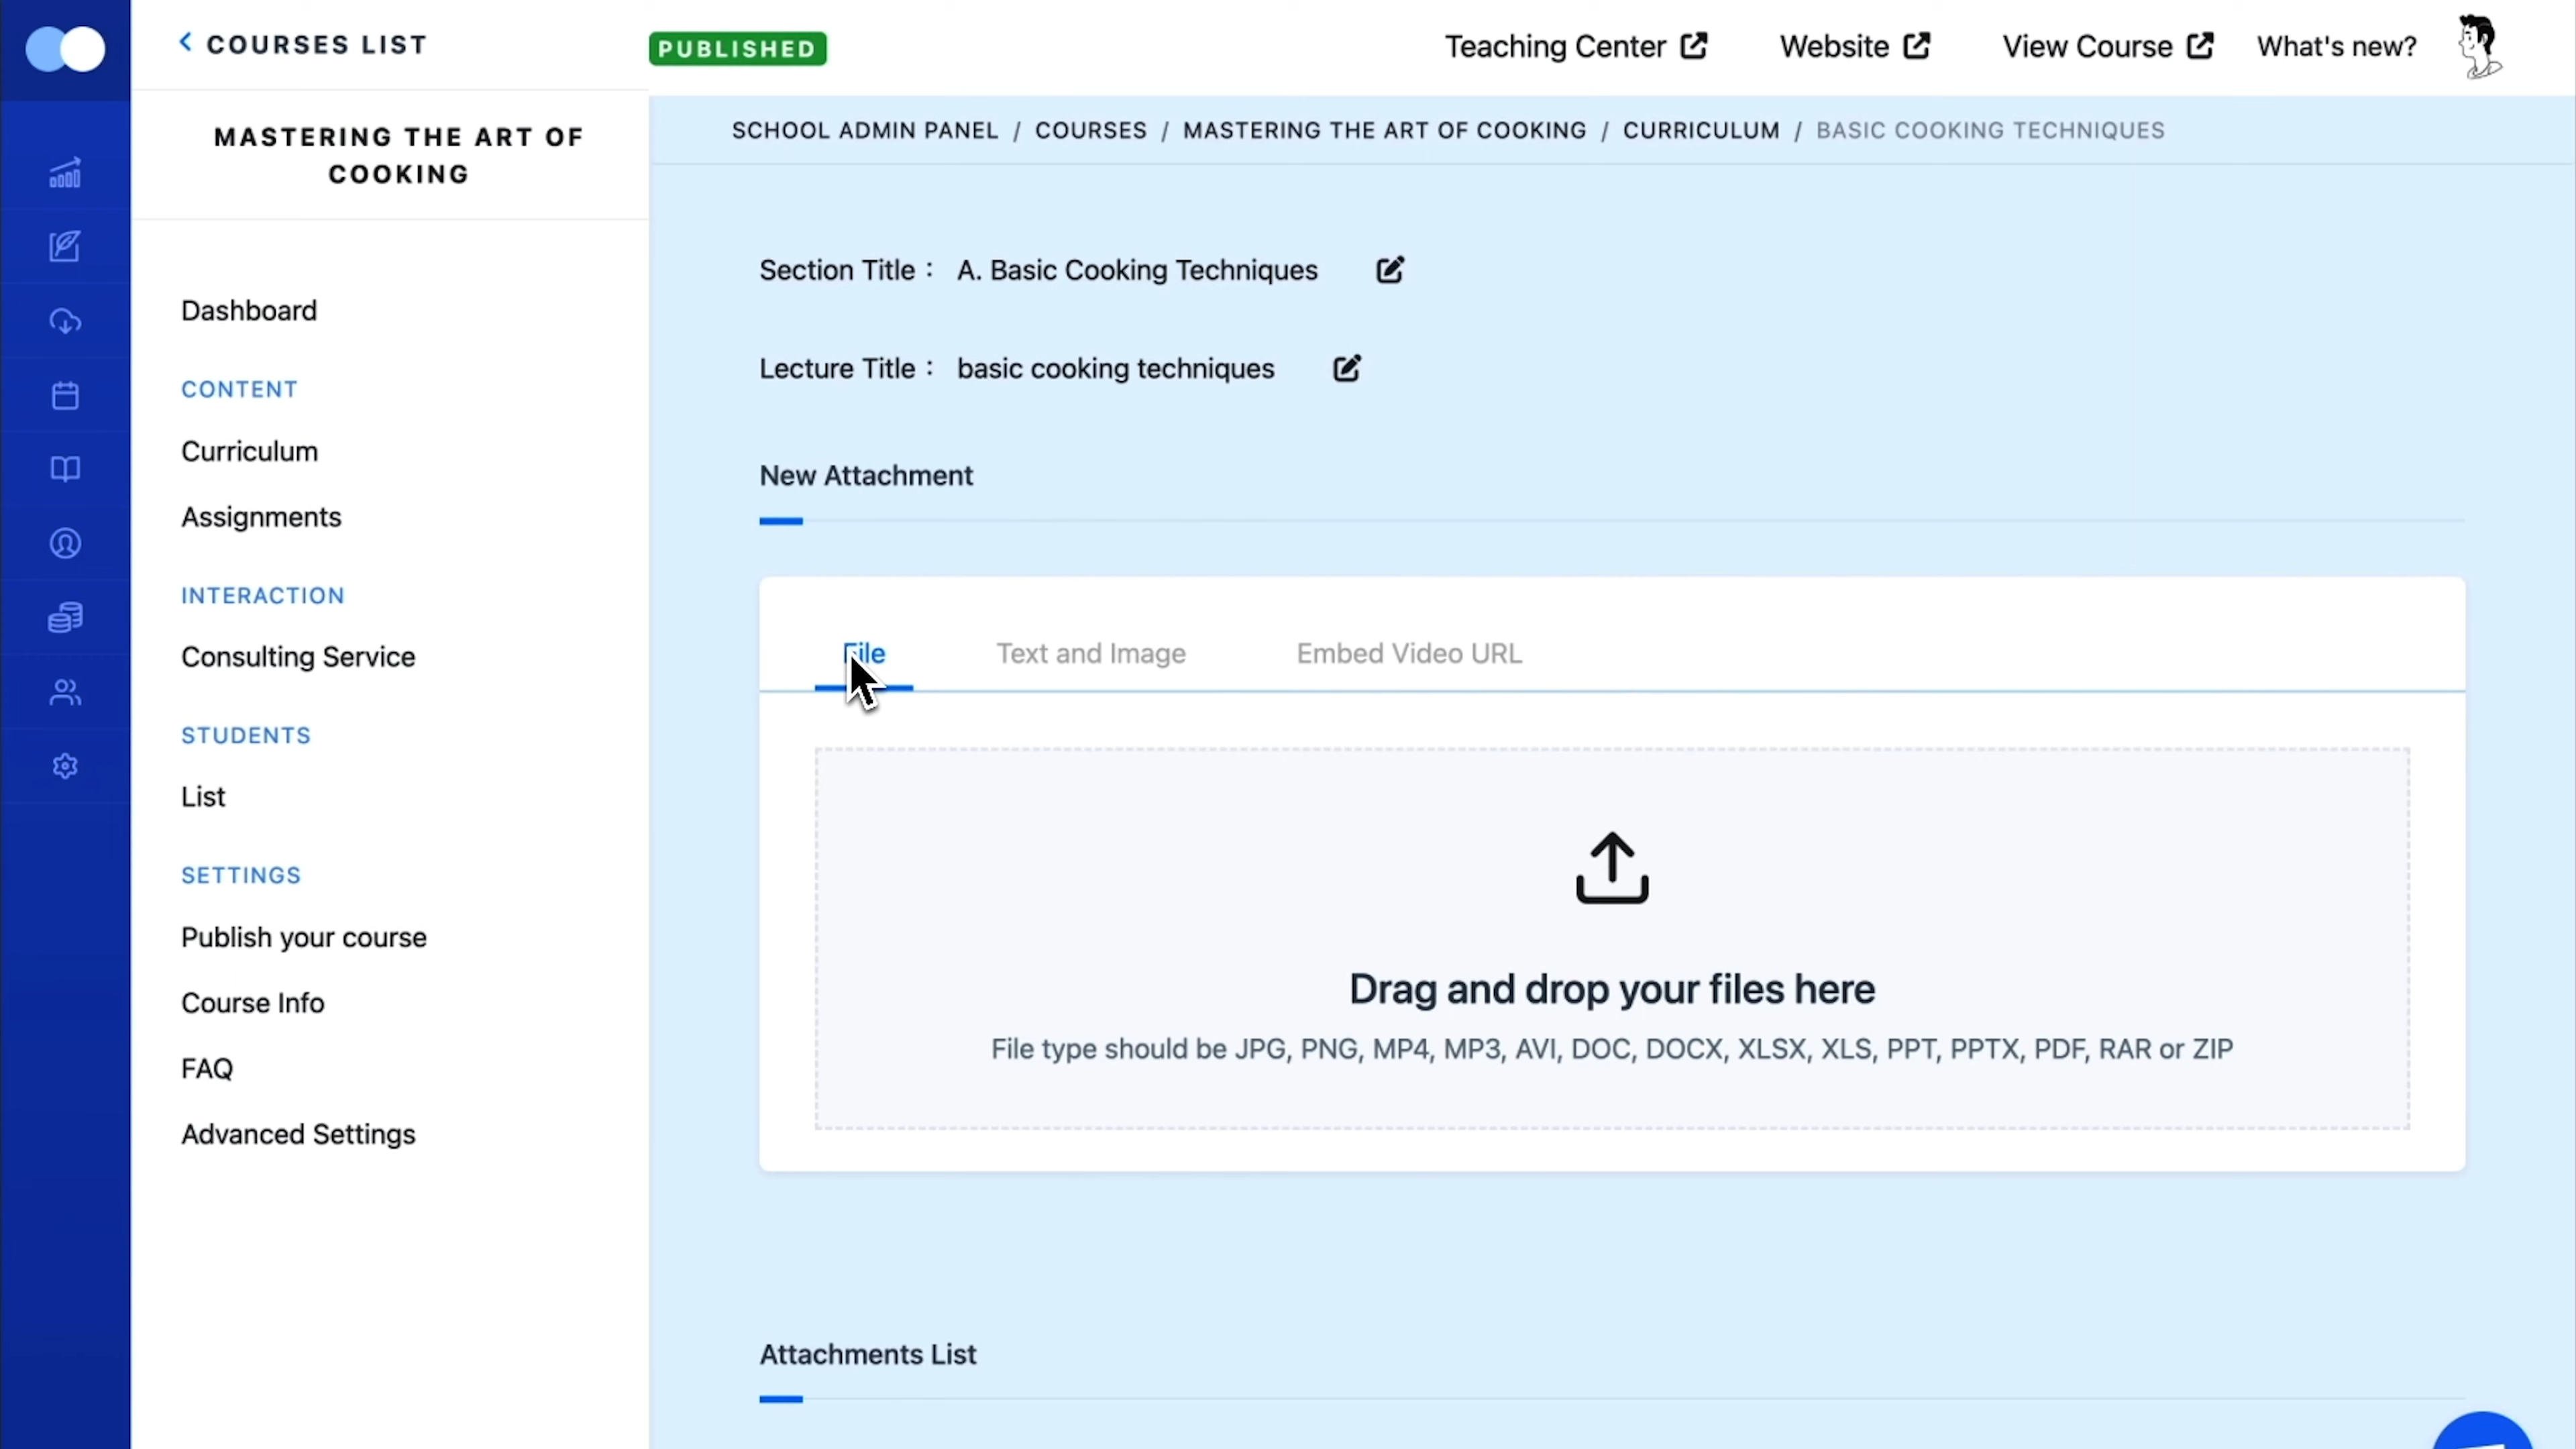 COURSES LIST
PUBLISHED
Teaching Center
Website
View Course
What's new?
MASTERING THE ART OF
COOKING
SCHOOL ADMIN PANEL / COURSES / MASTERING THE ART OF COOKING / CURRICULUM / BASIC COOKING TECHNIQUES
Dashboard
CONTENT
Curriculum
Assignments
INTERACTION
Consulting Service
STUDENTS
List
SETTINGS
Publish your course
Course Info
FAQ
Advanced Settings
Section Title : A. Basic Cooking Techniques
Lecture Title : basic cooking techniques
New Attachment
File
Text and Image
Embed Video URL
Drag and drop your files here
File type should be JPG, PNG, MP4, MP3, AVI, DOC, DOCX, XLSX, XLS, PPT, PPTX, PDF, RAR or ZIP
Attachments List